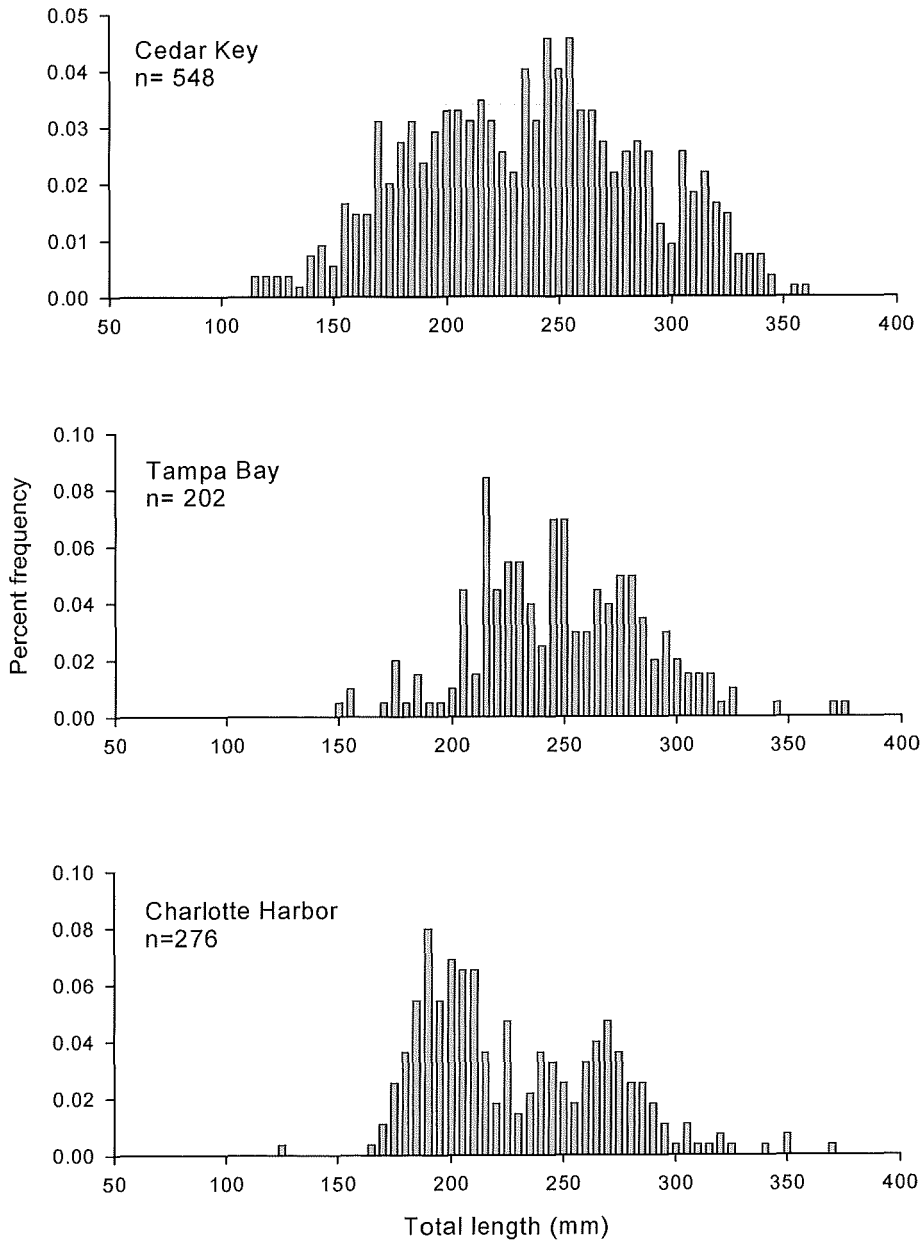 0.05
Cedar Key
n= 548
0.04
0.03
0.02
0.01
0.00
50 100 150 200 250 300 350 400
0.10
Tampa Bay
n= 202
0.08
0.06
0.04
0.02
0.00
50 100 150 200 250 300 350 400
Percent frequency
0.10
Charlotte Harbor
n=276
0.08
0.06
0.04
0.02
0.00
50 100 150 200 250 300 350 400
Total length (mm)